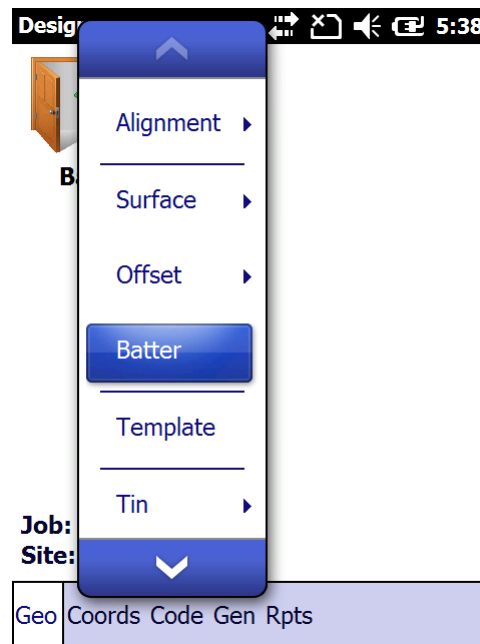 Desig
5:38
Alignment
B
Surface
Offset
Batter
Template
Tin
Job:
Site:
Geo Coords Code Gen Rpts